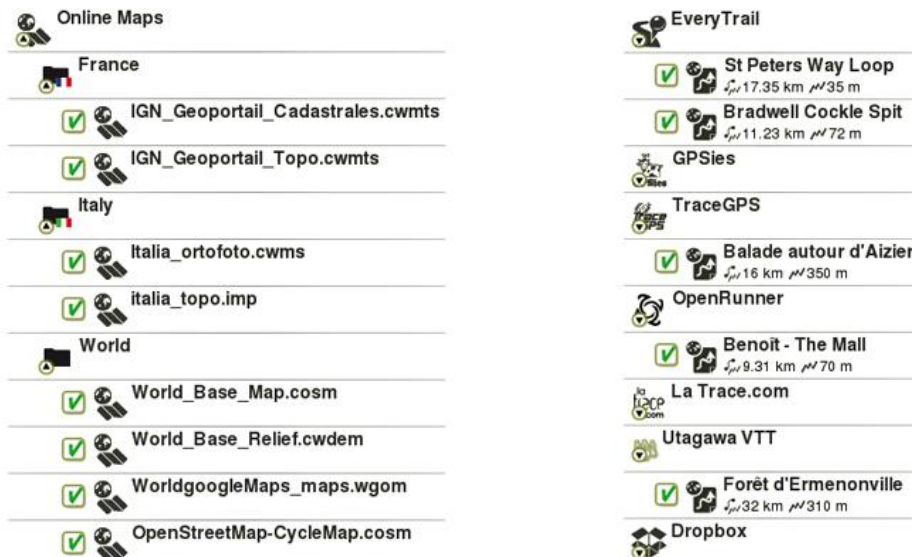 Online Maps
France
IGN_Geoportail_Cadastrales.cwmts
IGN_Geoportail_Topo.cwmts
Italy
Italia_ortofoto.cwms
italia_topo.imp
World
World_Base_Map.cosm
World_Base_Relief.cwdem
WorldgoogleMaps_maps.wgom
OpenStreetMap-CycleMap.cosm
EveryTrail
St Peters Way Loop
17.35 km 35 m
Bradwell Cockle Spit
11.23 km 72 m
GPSies
TraceGPS
Balade autour d'Aizier
16 km 350 m
OpenRunner
Benoît - The Mall
9.31 km 70 m
La Trace.com
Utagawa VTT
Forêt d'Ermenonville
32 km 310 m
Dropbox